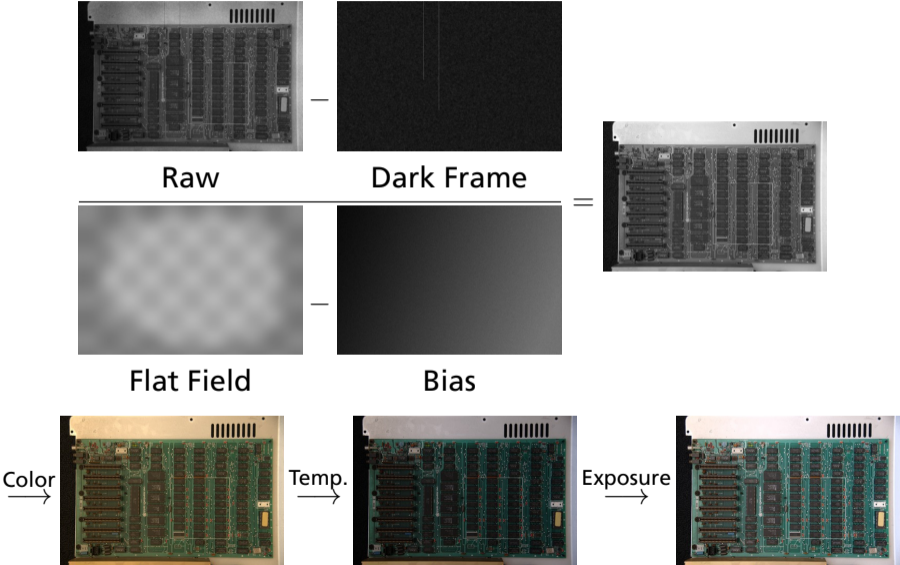 –
Raw
Dark Frame
=
–
Flat Field
Bias
Color
Temp.
Exposure